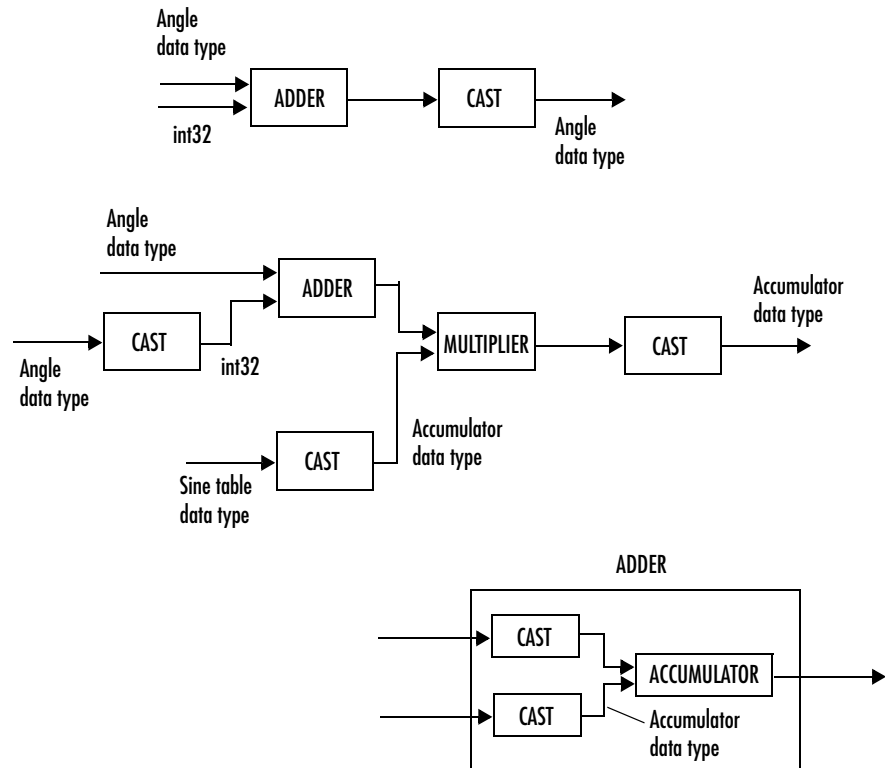 Angle
data type
ADDER
CAST
int32
Angle
data type
Angle
data type
ADDER
Accumulator
data type
CAST
MULTIPLIER
CAST
Angle
data type
int32
Accumulator
data type
CAST
Sine table
data type
ADDER
CAST
ACCUMULATOR
CAST
Accumulator
data type